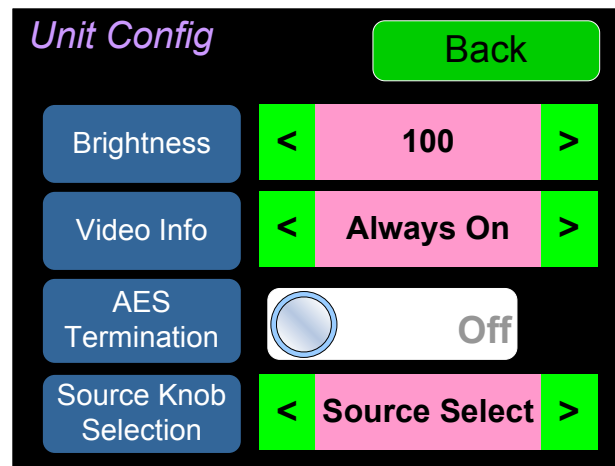 Unit Config
Back
Brightness
< 100 >
Video Info
< Always On >
AES
Termination
Off
Source Knob
Selection
< Source Select >